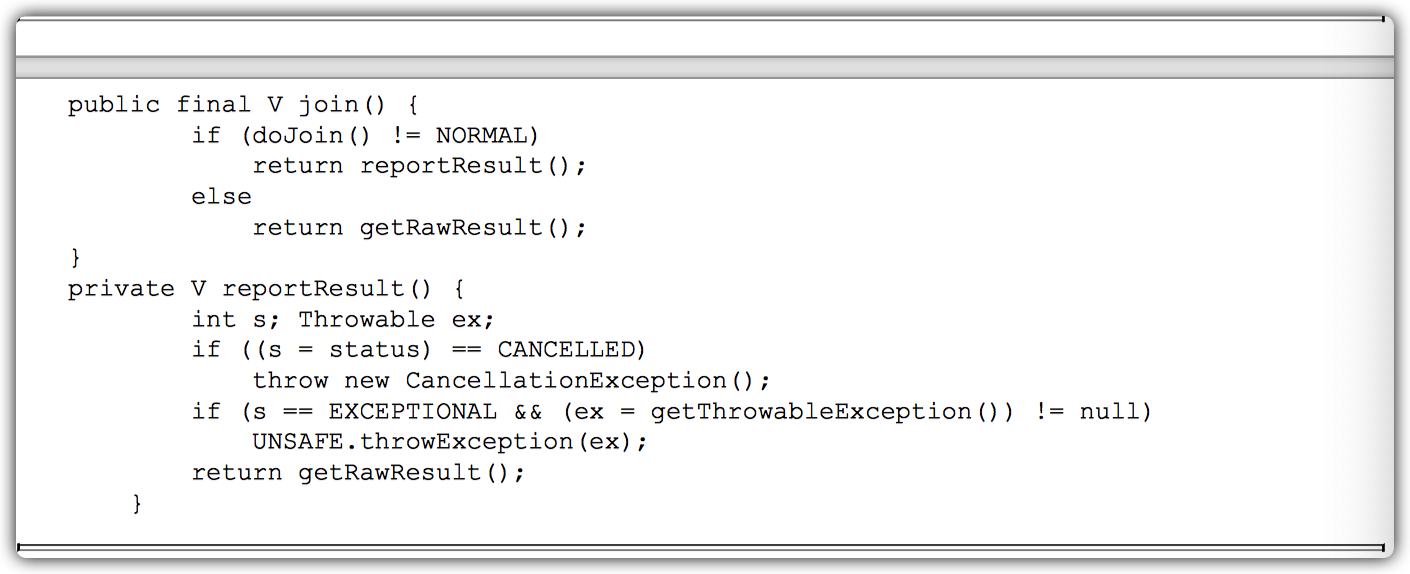 public final V join() {
        if (doJoin() != NORMAL)
            return reportResult();
        else
            return getRawResult();
}
private V reportResult() {
        int s; Throwable ex;
        if ((s = status) == CANCELLED)
            throw new CancellationException();
        if (s == EXCEPTIONAL && (ex = getThrowableException()) != null)
            UNSAFE.throwException(ex);
        return getRawResult();
    }